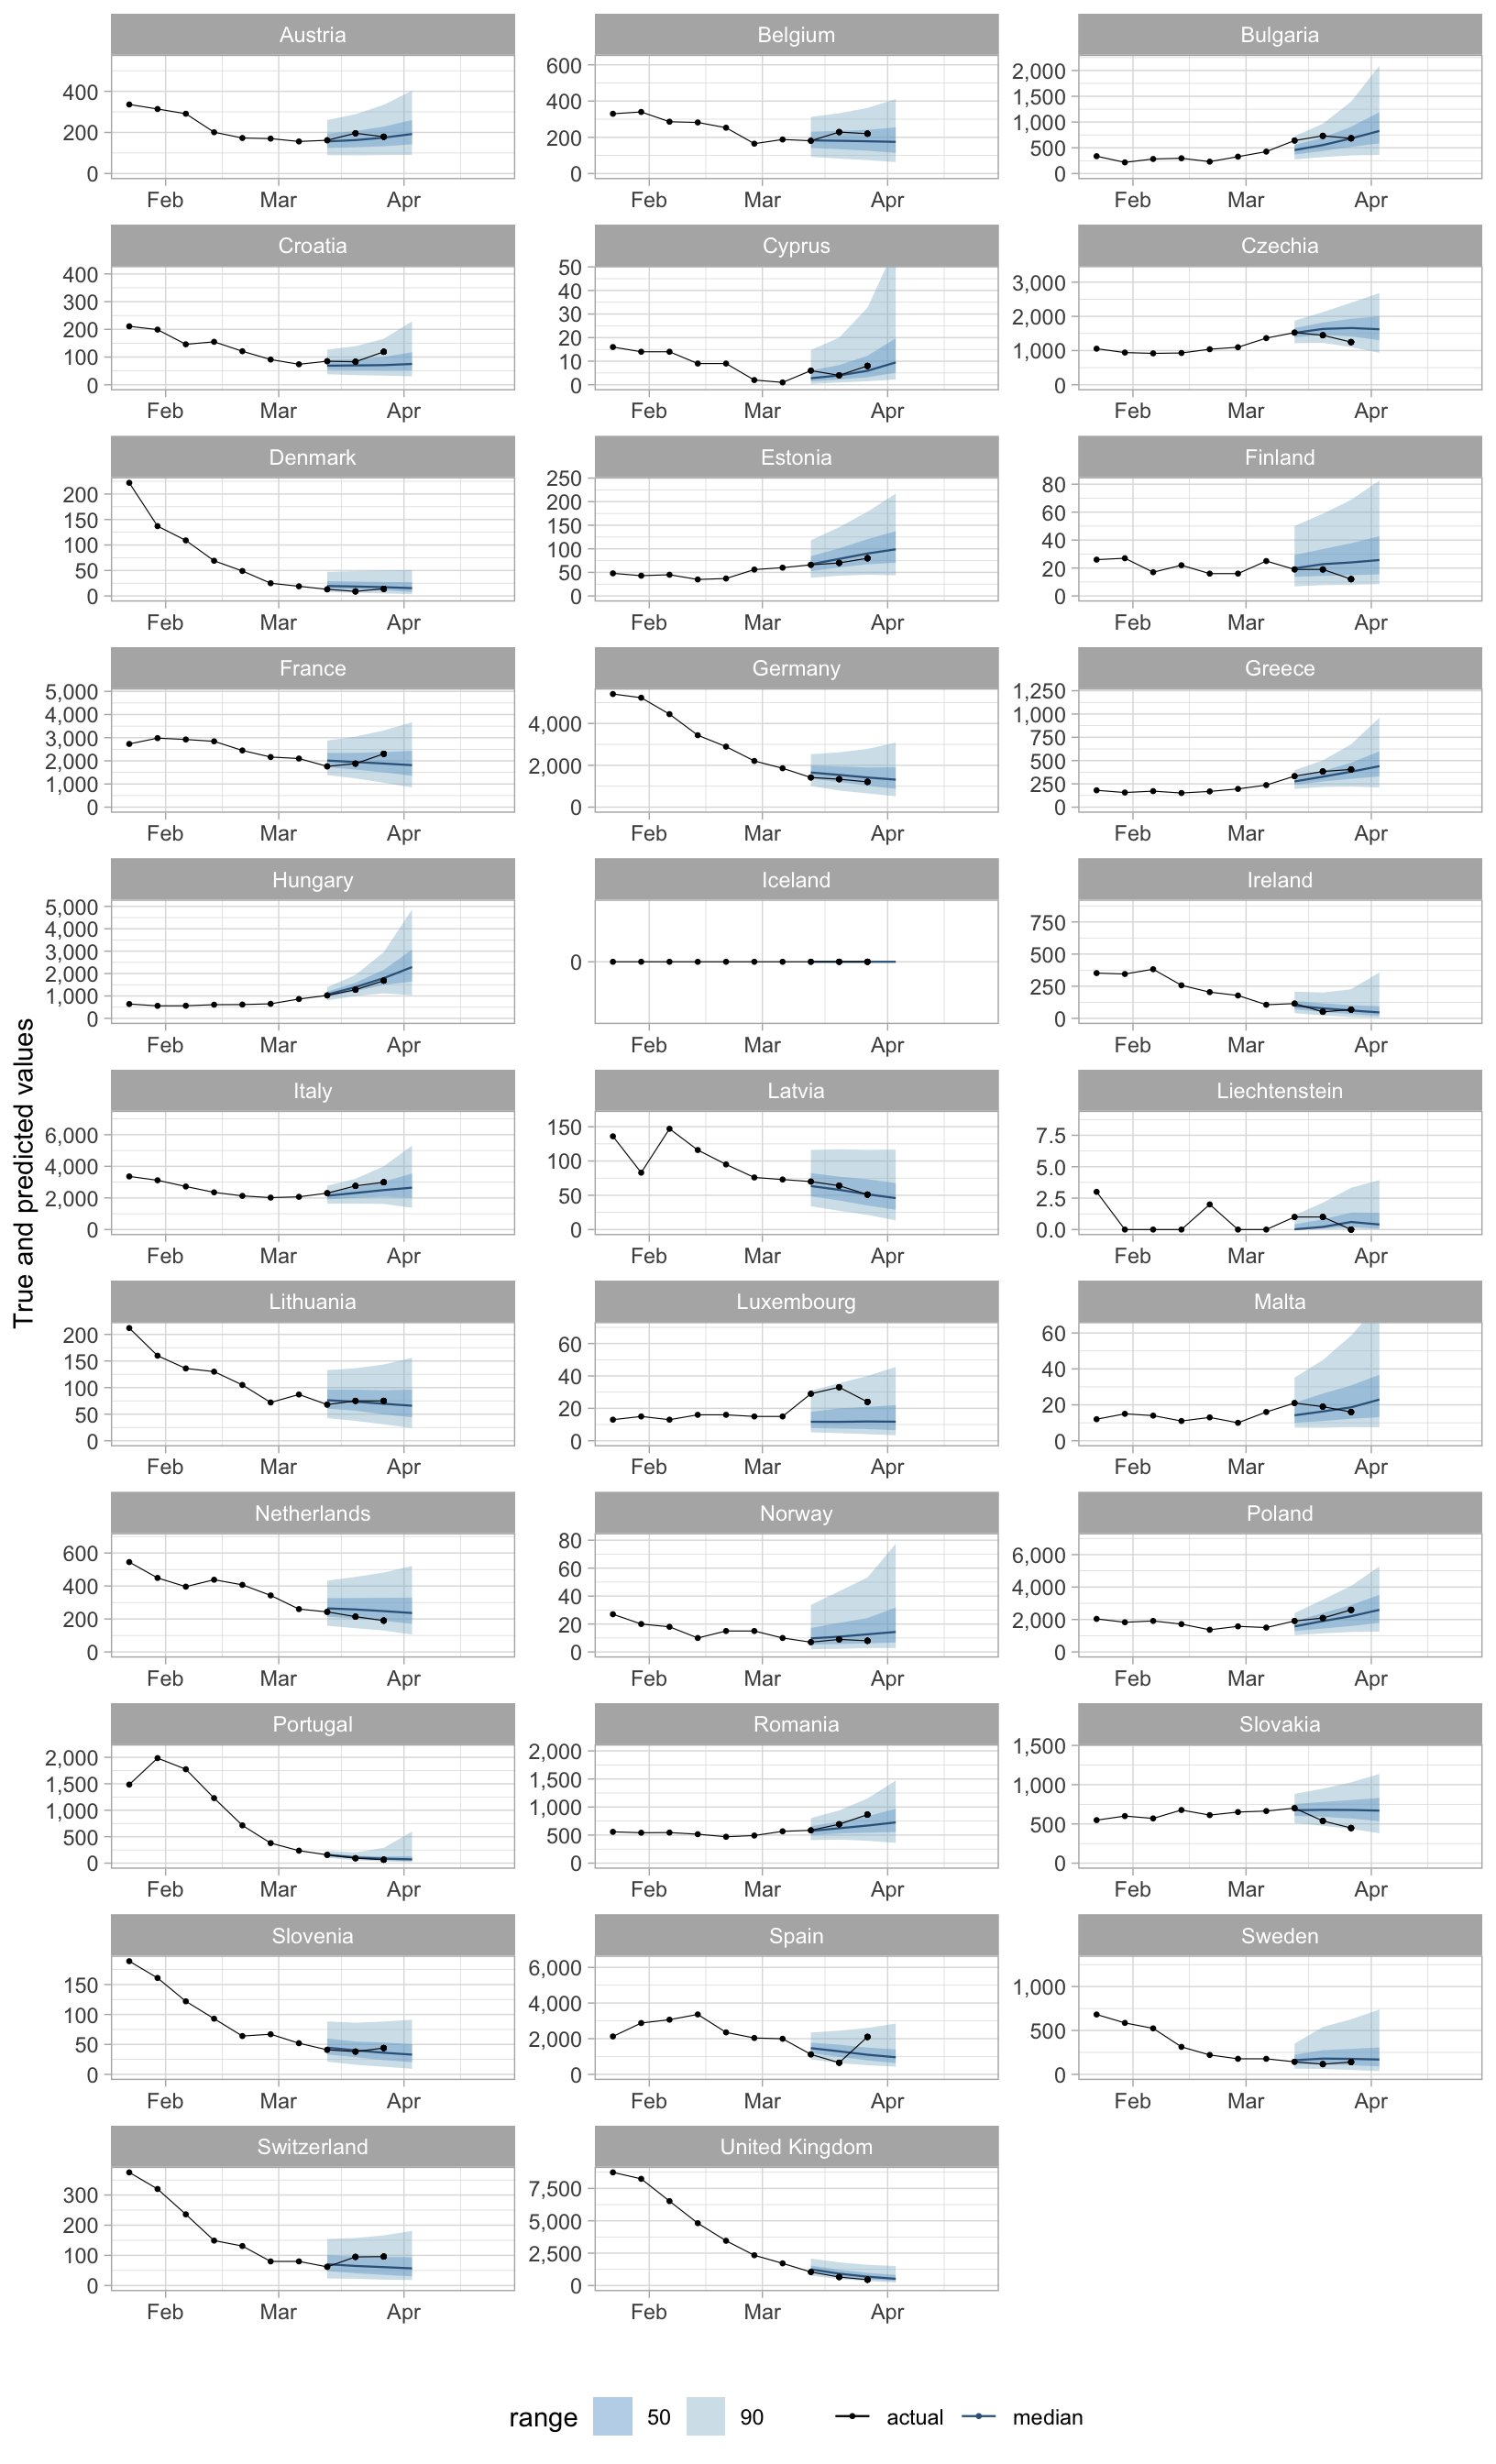 True and predicted values
Austria
400
200
0
Feb Mar Apr
Belgium
600
400
200
0
Feb Mar Apr
Bulgaria
2,000
1,500
1,000
500
0
Feb Mar Apr
Croatia
400
300
200
100
0
Feb Mar Apr
Cyprus
50
40
30
20
10
0
Feb Mar Apr
Czechia
3,000
2,000
1,000
0
Feb Mar Apr
Denmark
200
150
100
50
0
Feb Mar Apr
Estonia
250
200
150
100
50
0
Feb Mar Apr
Finland
80
60
40
20
0
Feb Mar Apr
France
5,000
4,000
3,000
2,000
1,000
0
Feb Mar Apr
Germany
4,000
2,000
0
Feb Mar Apr
Greece
1,250
1,000
750
500
250
0
Feb Mar Apr
Hungary
5,000
4,000
3,000
2,000
1,000
0
Feb Mar Apr
Iceland
0
Feb Mar Apr
Ireland
750
500
250
0
Feb Mar Apr
Italy
6,000
4,000
2,000
0
Feb Mar Apr
Latvia
150
100
50
0
Feb Mar Apr
Liechtenstein
7.5
5.0
2.5
0.0
Feb Mar Apr
Lithuania
200
150
100
50
0
Feb Mar Apr
Luxembourg
60
40
20
0
Feb Mar Apr
Malta
60
40
20
0
Feb Mar Apr
Netherlands
600
400
200
0
Feb Mar Apr
Norway
80
60
40
20
0
Feb Mar Apr
Poland
6,000
4,000
2,000
0
Feb Mar Apr
Portugal
2,000
1,500
1,000
500
0
Feb Mar Apr
Romania
2,000
1,500
1,000
500
0
Feb Mar Apr
Slovakia
1,500
1,000
500
0
Feb Mar Apr
Slovenia
150
100
50
0
Feb Mar Apr
Spain
6,000
4,000
2,000
0
Feb Mar Apr
Sweden
1,000
500
0
Feb Mar Apr
Switzerland
300
200
100
0
Feb Mar Apr
United Kingdom
7,500
5,000
2,500
0
Feb Mar Apr
range 50 90 actual median